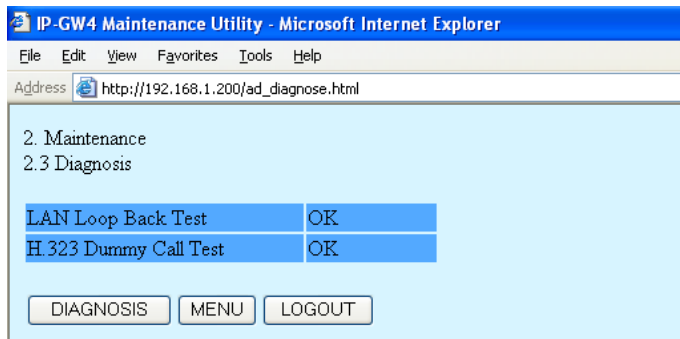 IP-GW4 Maintenance Utility - Microsoft Internet Explorer
File Edit View Favorites Tools Help
Address http://192.168.1.200/ad_diagnose.html
2. Maintenance
2.3 Diagnosis
LAN Loop Back Test OK
H.323 Dummy Call Test OK
DIAGNOSIS MENU LOGOUT